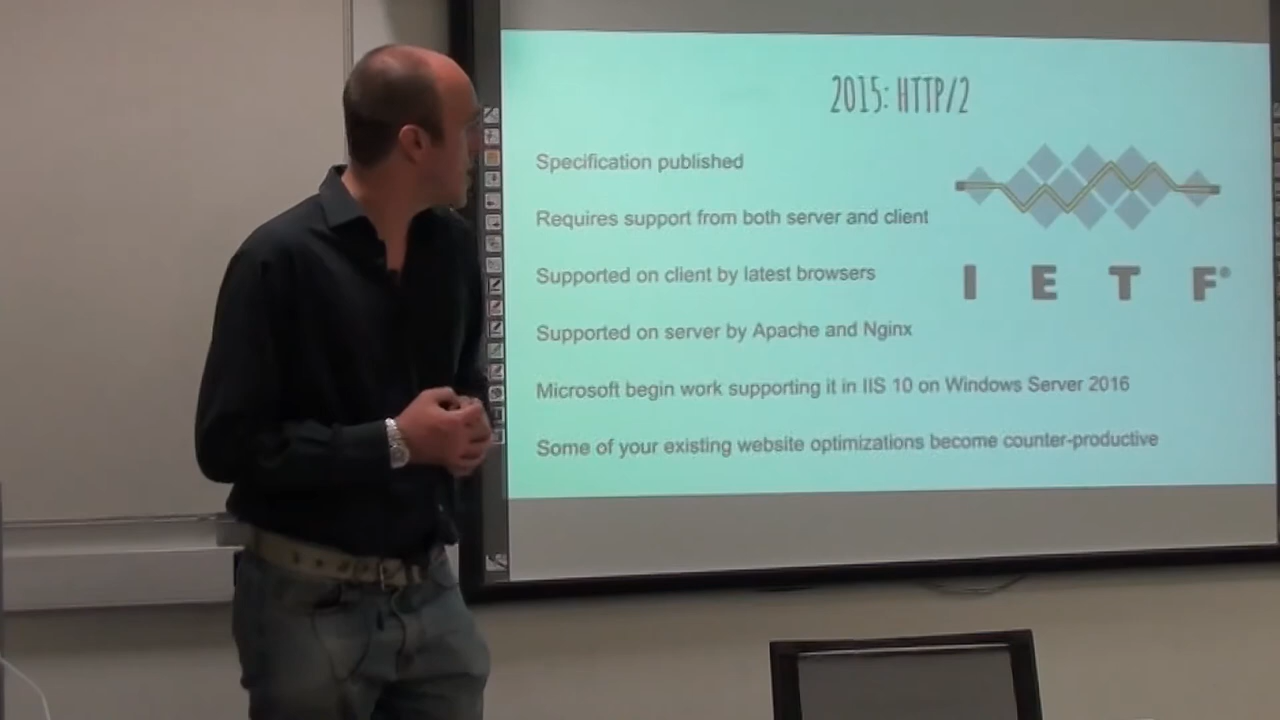 2015: HTTP/2
Specification published
Requires support from both server and client
Supported on client by latest browsers
Supported on server by Apache and Nginx
Microsoft begin work supporting it in IIS 10 on Windows Server 2016
Some of your existing website optimizations become counter-productive
I E T F®